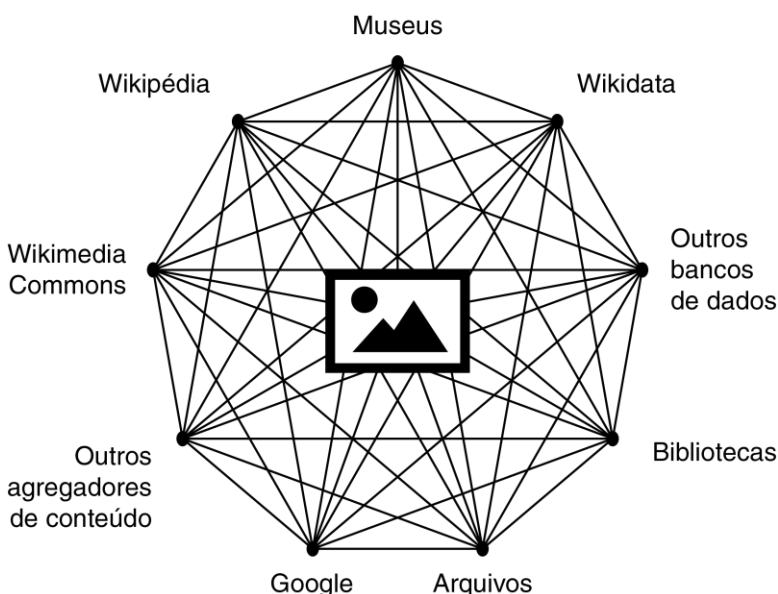 Museus
Wikipédia
Wikidata
Wikimedia
Commons
Outros
bancos
de dados
Outros
agregadores
de conteúdo
Bibliotecas
Google
Arquivos